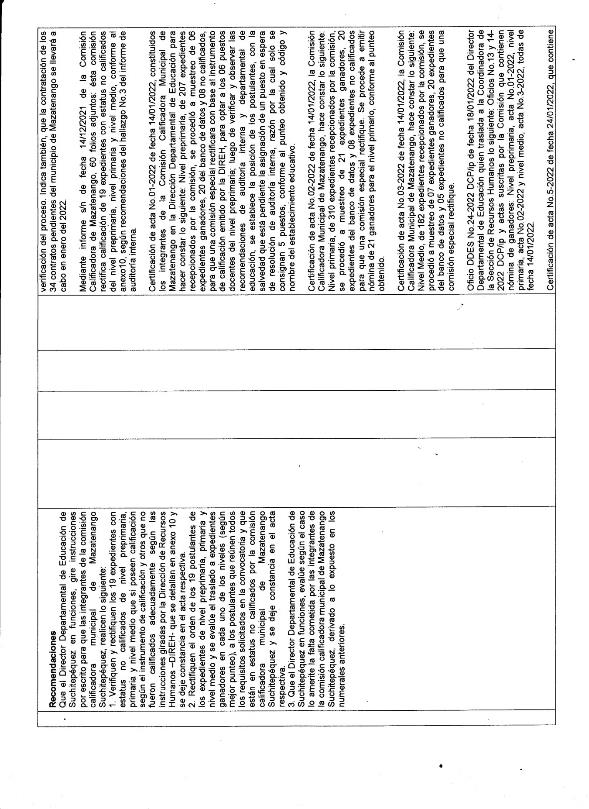 Recomendaciones
Que el Director Departamental de Educación de
Suchitepéquez en funciones, gire instrucciones
por escrito para que las integrantes de la comisión
calificadora municipal de Mazatenango
Suchitepéquez, realicen lo siguiente:
1. Verifiquen y rectifiquen los 19 expedientes con
estatus no calificados de nivel preprimaria,
primaria y nivel medio que si poseen calificación
según el instrumento de calificación y otros que no
fueron calificados adecuadamente según las
instrucciones giradas por la Dirección de Recursos
Humanos –DIREH- que se detallan en anexo 10 y
se deje constancia en el acta respectiva.
2. Rectifiquen el orden de los 19 postulantes de
los expedientes de nivel preprimaria, primaria y
nivel medio y se evalúe el traslado a expedientes
ganadores en cada uno de los niveles (según
mejor punteo), a los postulantes que reúnen todos
los requisitos solicitados en la convocatoria y que
están en estatus no calificados por la comisión
calificadora municipal de Mazatenango
Suchitepéquez y se deje constancia en el acta
respectiva.
3. Que el Director Departamental de Educación de
Suchitepéquez en funciones, evalúe según el caso
lo amerite la falta cometida por las integrantes de
la comisión calificadora municipal de Mazatenango
Suchitepéquez, derivado a lo expuesto en los
numerales anteriores.
verificación del proceso, indica también, que la contratación de los
34 contratos pendientes del municipio de Mazatenango se llevará a
cabo en enero del 2022.
Mediante informe s/n de fecha 14/12/2021 de la Comisión
Calificadora de Mazatenango, 60 folios adjuntos: ésta comisión
rectifica calificación de 19 expedientes con estatus no calificados
del nivel preprimaria, nivel primaria y nivel medio, conforme al
anexo10, según recomendaciones del Hallazgo No.3 del informe de
auditoría interna.
Certificación de acta No.01-2022 de fecha 14/01/2022, constituidos
los integrantes de la Comisión Calificadora Municipal de
Mazatenango en la Dirección Departamental de Educación para
hacer constar lo siguiente: Nivel preprimaria, de 207 expedientes
recepcionados por la comisión, se procedió a muestreo de 06
expedientes ganadores, 20 del banco de datos y 08 no calificados,
para que una comisión especial rectificara con base al instrumento
de calificación emitido por la DIREH, para optar a los 06 puestos
docentes del nivel preprimaria; luego de verificar y observar las
recomendaciones de auditoría interna y departamental de
educación, se establece la posición de los postulantes, con la
salvedad que está pendiente la asignación de un puesto en espera
de resolución de auditoría interna, razón por la cual solo se
consignan 5 puestos, conforme al punteo obtenido y código y
nombre del establecimiento educativo.
Certificación de acta No.02-2022 de fecha 14/01/2022, la Comisión
Calificadora Municipal de Mazatenango, hace constar lo siguiente:
Nivel primaria, de 310 expedientes recepcionados por la comisión,
se procedió a muestreo de 21 expedientes ganadores, 20
expedientes del banco de datos y 08 expedientes no calificados
para que una comisión especial rectifique. Se procede a emitir
nómina de 21 ganadores para el nivel primario, conforme al punteo
obtenido.
Certificación de acta No.03-2022 de fecha 14/01/2022, la Comisión
Calificadora Municipal de Mazatenango, hace constar lo siguiente:
Nivel Medio, de 182 expedientes recepcionados por la comisión, se
procedió a muestreo de 07 expedientes ganadores, 20 expedientes
del banco de datos y 05 expedientes no calificados para que una
comisión especial rectifique.
Oficio DDES No.24-2022 DCP/lp de fecha 18/01/2022 del Director
Departamental de Educación quien traslada a la Coordinadora de
la Sección de Recursos Humanos lo siguiente: Oficios No.13 y 14-
2022 DCP/lp y actas suscritas por la Comisión que contienen
nómina de ganadores: Nivel preprimaria, acta No.01-2022, nivel
primaria, acta No.02-2022 y nivel medio, acta No.3-2022, todas de
fecha 14/01/2022.
Certificación de acta No.5-2022 de fecha 24/01/2022, que contiene